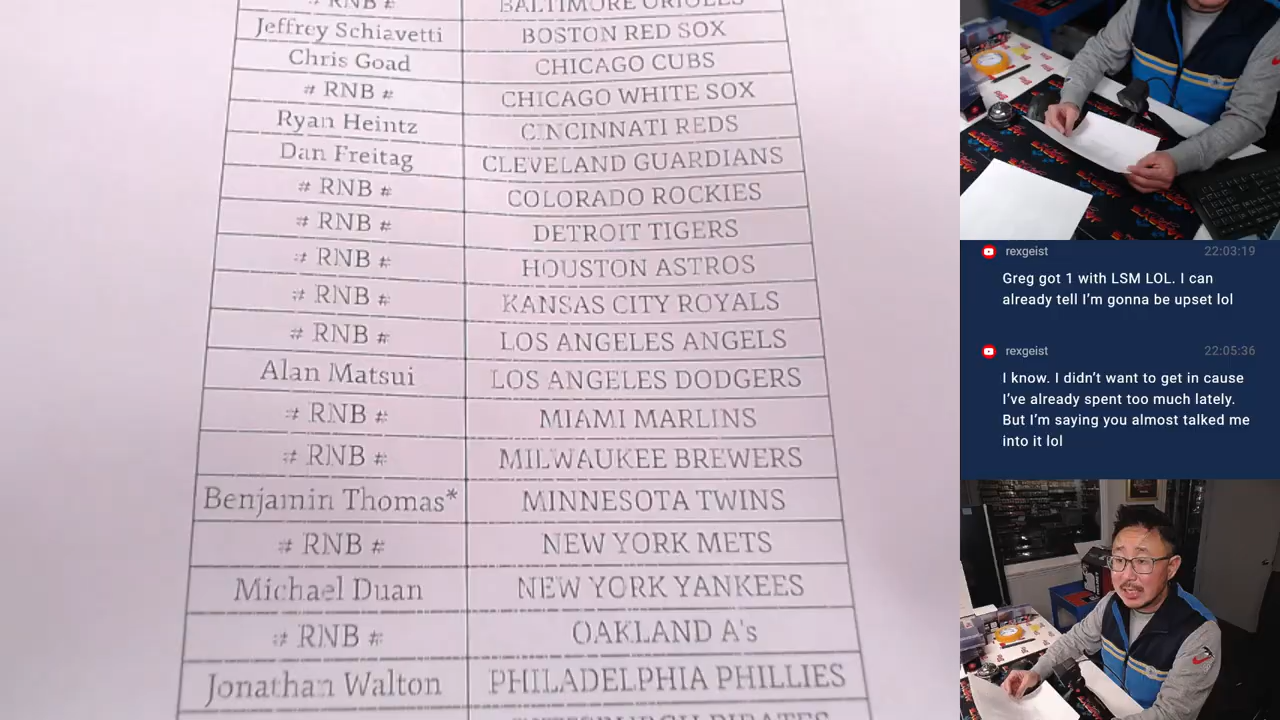 # RNB # BALTIMORE ORIOLES
Jeffrey Schiavetti BOSTON RED SOX
Chris Goad CHICAGO CUBS
# RNB # CHICAGO WHITE SOX
Ryan Heintz CINCINNATI REDS
Dan Freitag CLEVELAND GUARDIANS
# RNB # COLORADO ROCKIES
# RNB # DETROIT TIGERS
# RNB # HOUSTON ASTROS
# RNB # KANSAS CITY ROYALS
# RNB # LOS ANGELES ANGELS
Alan Matsui LOS ANGELES DODGERS
# RNB # MIAMI MARLINS
# RNB # MILWAUKEE BREWERS
Benjamin Thomas* MINNESOTA TWINS
# RNB # NEW YORK METS
Michael Duan NEW YORK YANKEES
# RNB # OAKLAND A's
Jonathan Walton PHILADELPHIA PHILLIES
PITTSBURGH PIRATES
rexgeist 22:03:19
Greg got 1 with LSM LOL. I can
already tell I'm gonna be upset lol
rexgeist 22:05:36
I know. I didn't want to get in cause
I've already spent too much lately.
But I'm saying you almost talked me
into it lol